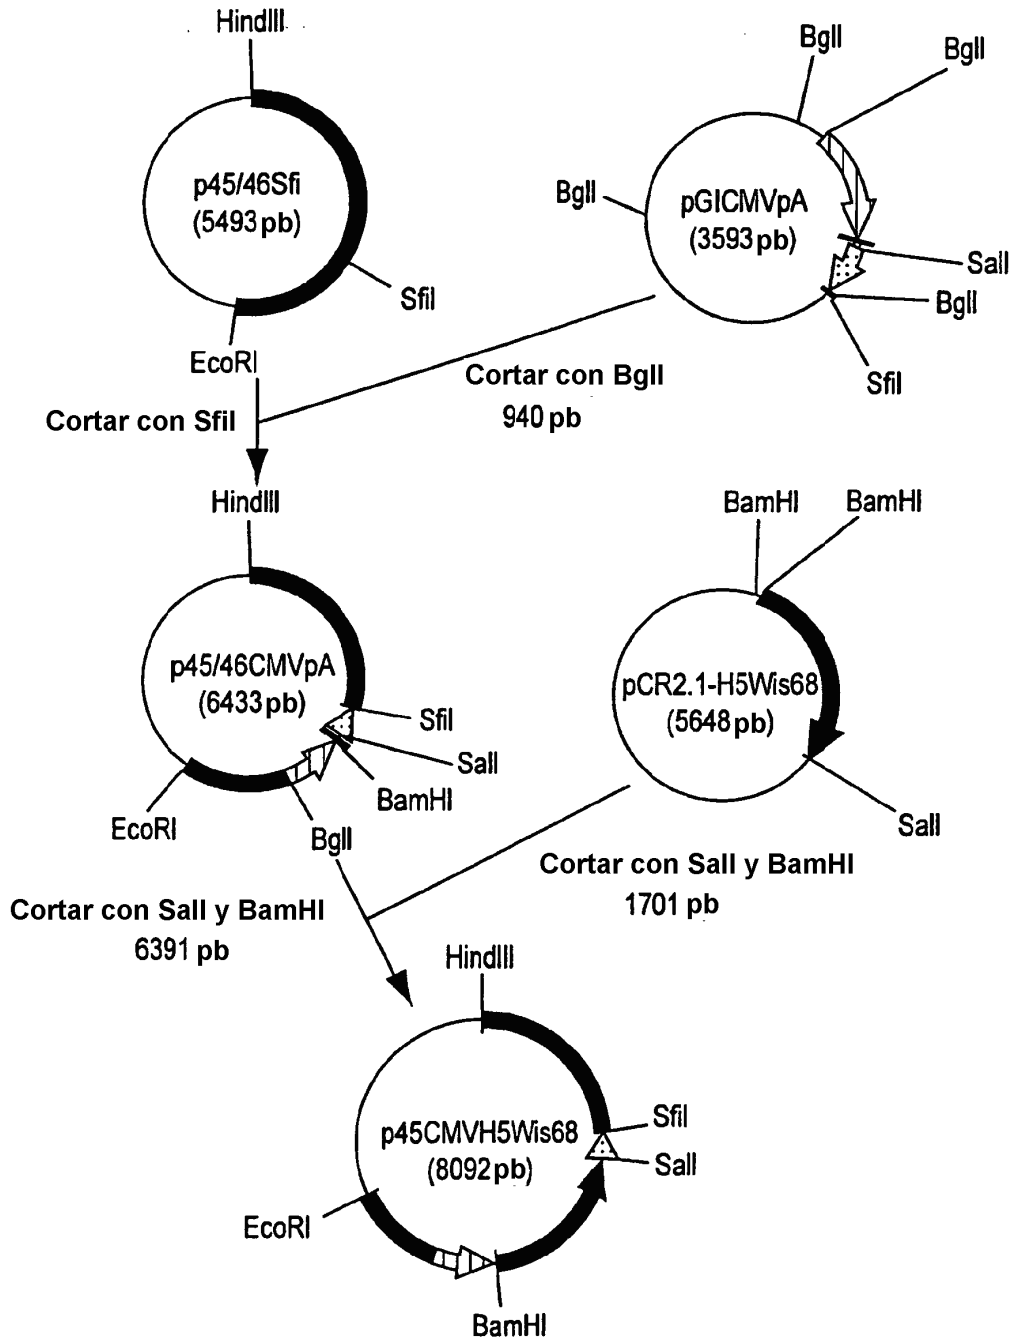 HindIII
BglI
BglI
p45/46Sfi
(5493 pb)
BglI
pGICMVpA
(3593 pb)
SalI
SfiI
BglI
EcoRI
SfiI
Cortar con BglI
940 pb
Cortar con SfiI
HindIII
BamHI
BamHI
p45/46CMVpA
(6433 pb)
pCR2.1-H5Wis68
(5648 pb)
SfiI
SalI
BamHI
EcoRI
BglI
SalI
Cortar con SalI y BamHI
1701 pb
Cortar con SalI y BamHI
6391 pb
HindIII
p45CMVH5Wis68
(8092 pb)
SfiI
SalI
EcoRI
BamHI